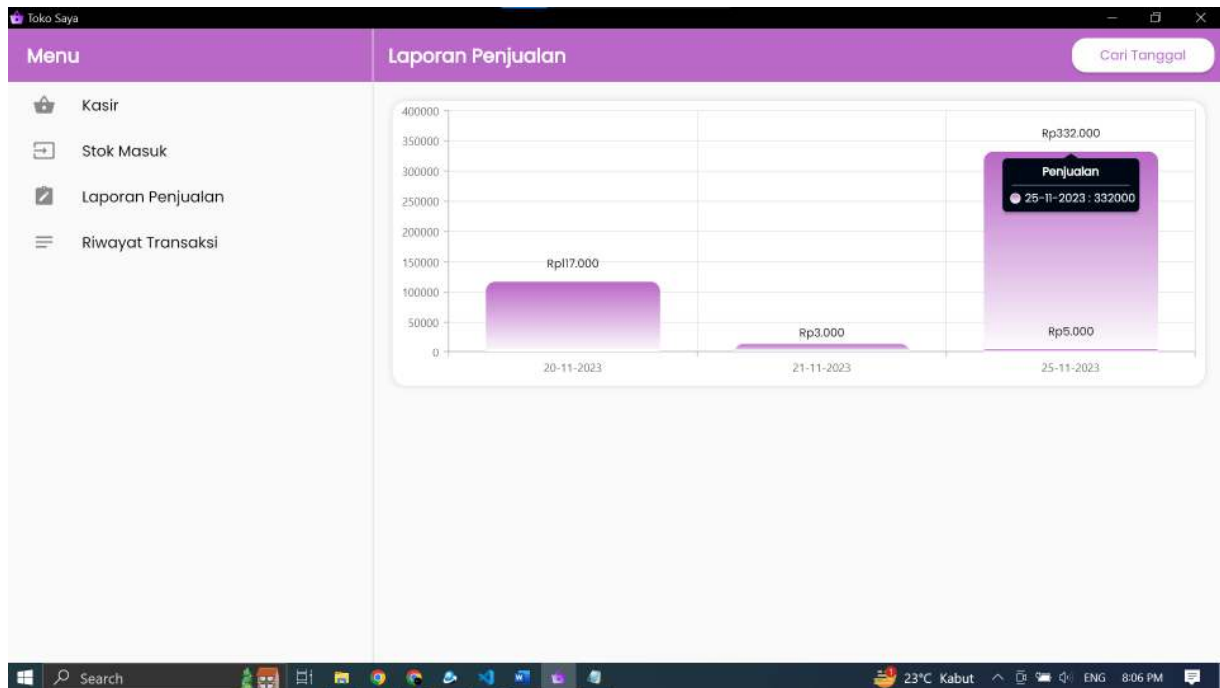 Toko Saya
Menu
Laporan Penjualan
Cari Tanggal
Kasir
Stok Masuk
Laporan Penjualan
Riwayat Transaksi
400000
350000
300000
250000
200000
150000
100000
50000
0
Rp117.000
Rp3.000
Rp332.000
Penjualan
25-11-2023 : 332000
Rp5.000
20-11-2023
21-11-2023
25-11-2023
Search
1
23°C Kabut
ENG
8:06 PM